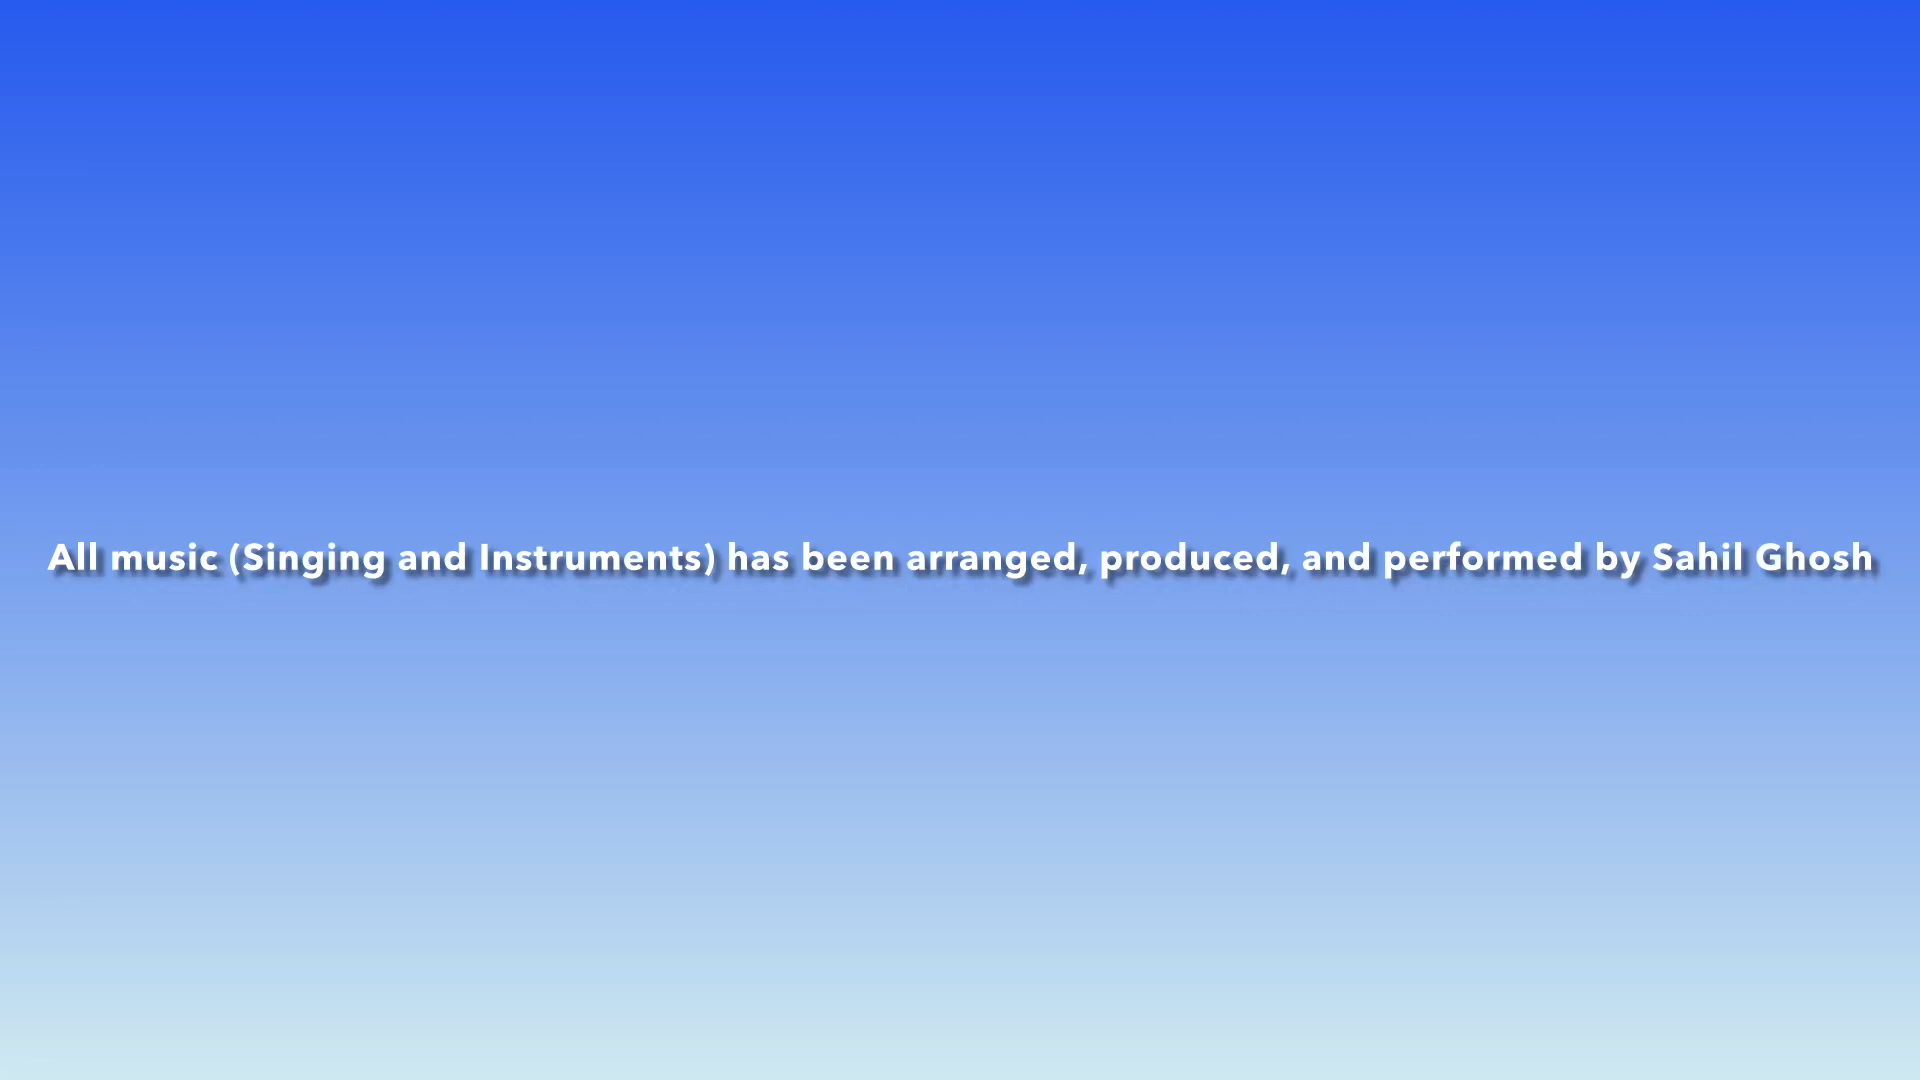 All music (Singing and Instruments) has been arranged, produced, and performed by Sahil Ghosh